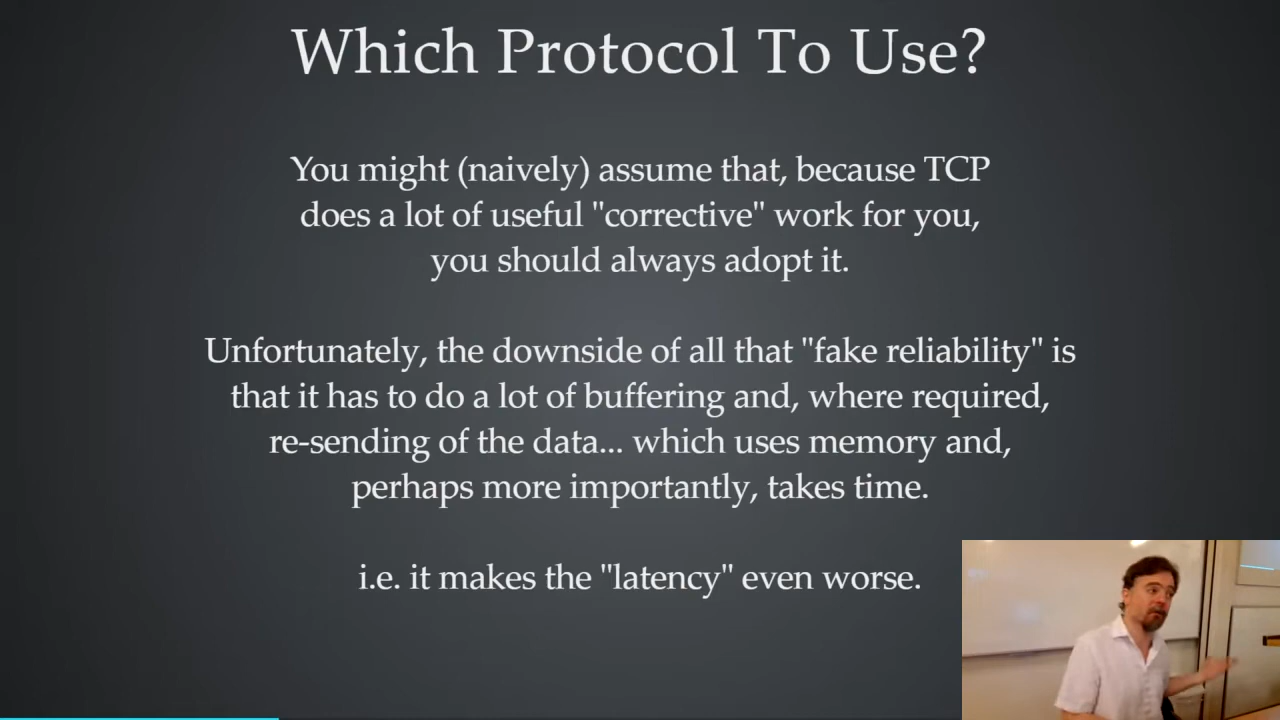 Which Protocol To Use?
You might (naively) assume that, because TCP
does a lot of useful "corrective" work for you,
you should always adopt it.
Unfortunately, the downside of all that "fake reliability" is
that it has to do a lot of buffering and, where required,
re-sending of the data... which uses memory and,
perhaps more importantly, takes time.
i.e. it makes the "latency" even worse.